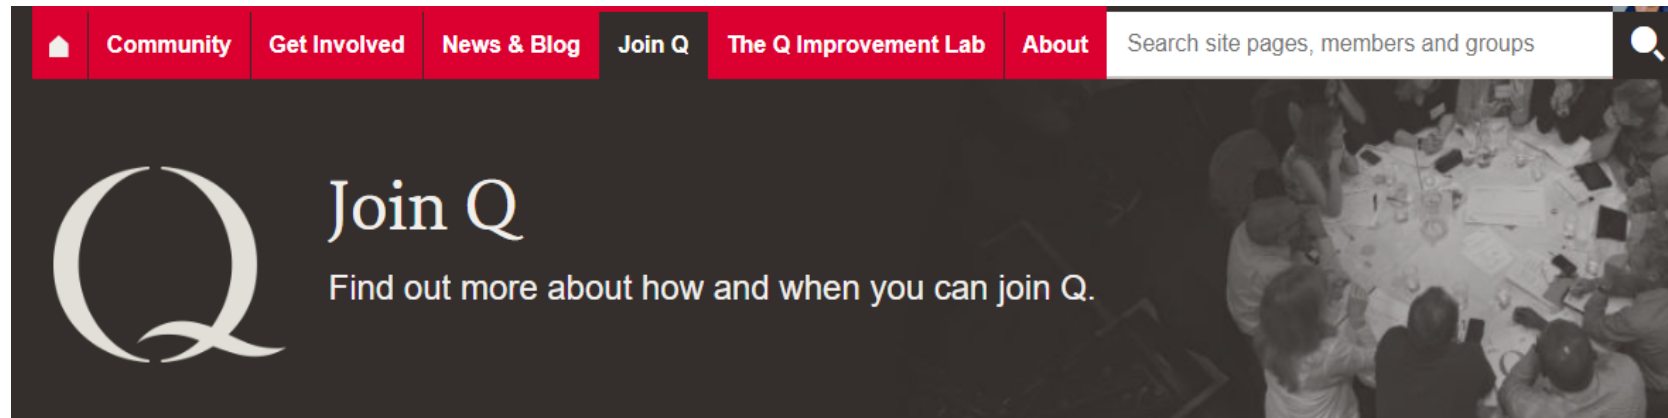 Community Get Involved News & Blog Join Q The Q Improvement Lab About Search site pages, members and groups
Q
Join Q
Find out more about how and when you can join Q.